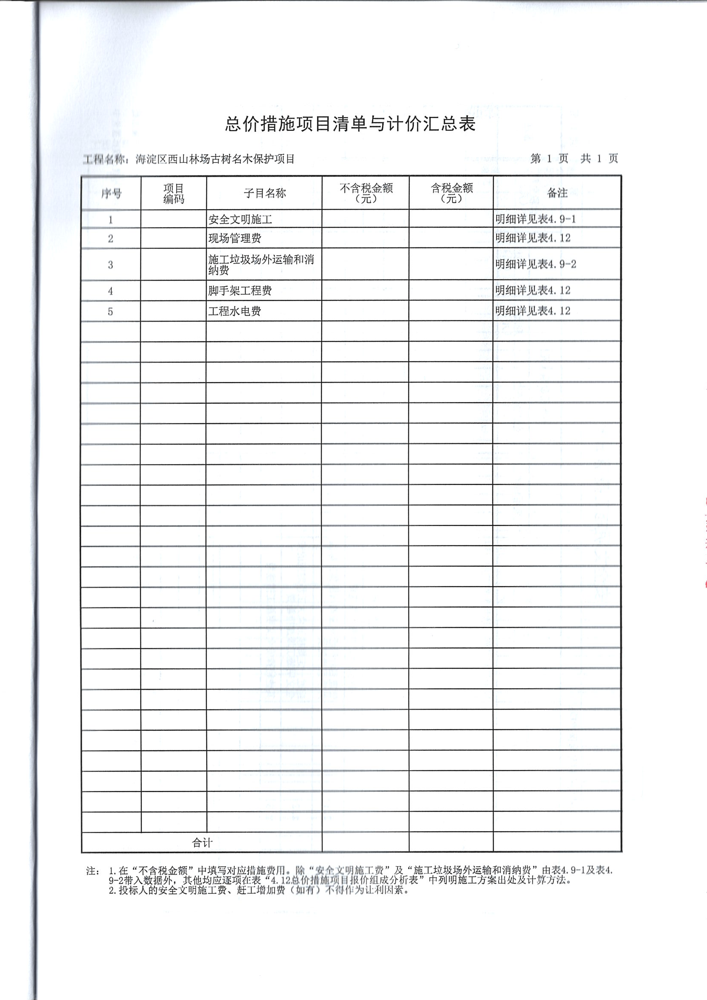 总价措施项目清单与计价汇总表
工程名称：海淀区西山林场古树名木保护项目 第 1 页 共 1 页
序号 项目编码 子目名称 不含税金额（元） 含税金额（元） 备注
1 安全文明施工 明细详见表4.9-1
2 现场管理费 明细详见表4.12
3 施工垃圾场外运输和消纳费 明细详见表4.9-2
4 脚手架工程费 明细详见表4.12
5 工程水电费 明细详见表4.12
合计
注： 1.在“不含税金额”中填写对应措施费用。除“安全文明施工费”及“施工垃圾场外运输和消纳费”由表4.9-1及表4.
9-2带入数据外，其他均应逐项在表“4.12总价措施项目报价组成分析表”中列明施工方案出处及计算方法。
2.投标人的安全文明施工费、赶工增加费（如有）不得作为让利因素。